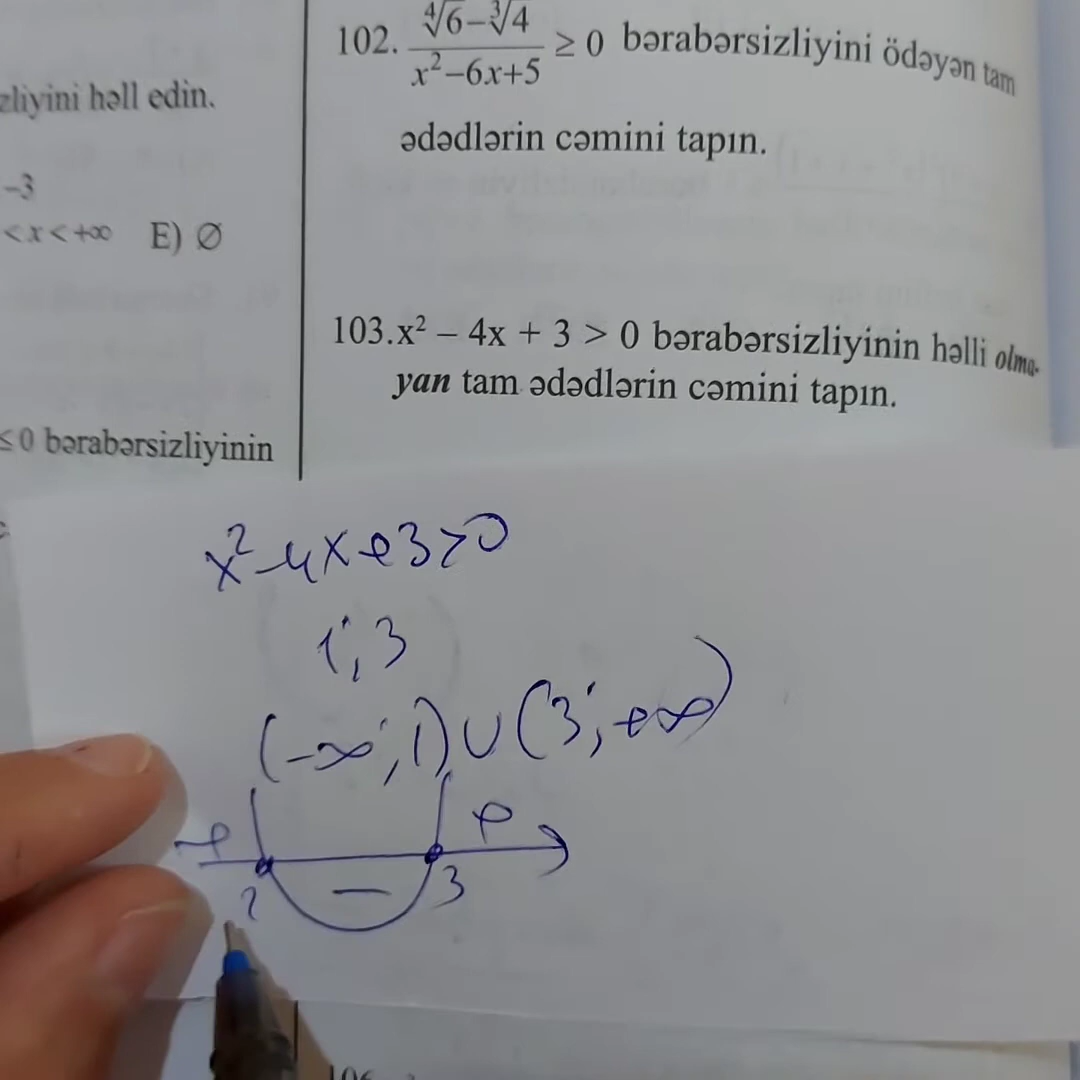 zliyini həll edin.
–3
<x<+∞ E) ∅
≤0 bərabərsizliyinin
102. \frac{∜6–∛4}{x²–6x+5} ≥ 0 bərabərsizliyini ödəyən tam
ədədlərin cəmini tapın.
103.x² – 4x + 3 > 0 bərabərsizliyinin həlli olma-
yan tam ədədlərin cəmini tapın.
x²-4x+3>0
1; 3
(-∞; 1) ∪ (3; +∞)
+ +
– 3